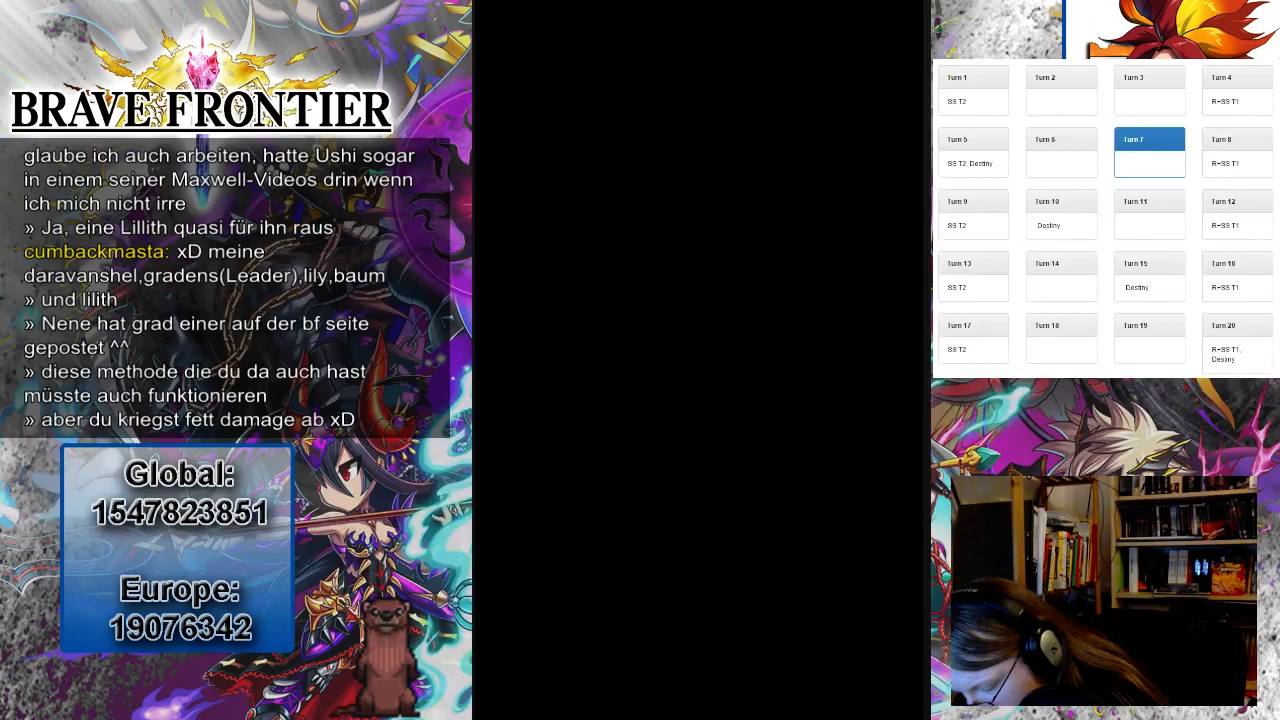 BRAVE FRONTIER
glaube ich auch arbeiten, hatte Ushi sogar
in einem seiner Maxwell-Videos drin wenn
ich mich nicht irre
» Ja, eine Lillith quasi für ihn raus
cumbackmasta: xD meine
daravanshel,gradens(Leader),lily,baum
» und lilith
» Nene hat grad einer auf der bf seite
gepostet ^^
» diese methode die du da auch hast
müsste auch funktionieren
» aber du kriegst fett damage ab xD
Global:
1547823851
Europe:
19076342
Turn 1
SS T2
Turn 2
Turn 3
Turn 4
R+SS T1
Turn 5
SS T2, Destiny
Turn 6
Turn 7
Turn 8
R+SS T1
Turn 9
SS T2
Turn 10
Destiny
Turn 11
Turn 12
R+SS T1
Turn 13
SS T2
Turn 14
Turn 15
Destiny
Turn 16
R+SS T1
Turn 17
SS T2
Turn 18
Turn 19
Turn 20
R+SS T1,
Destiny